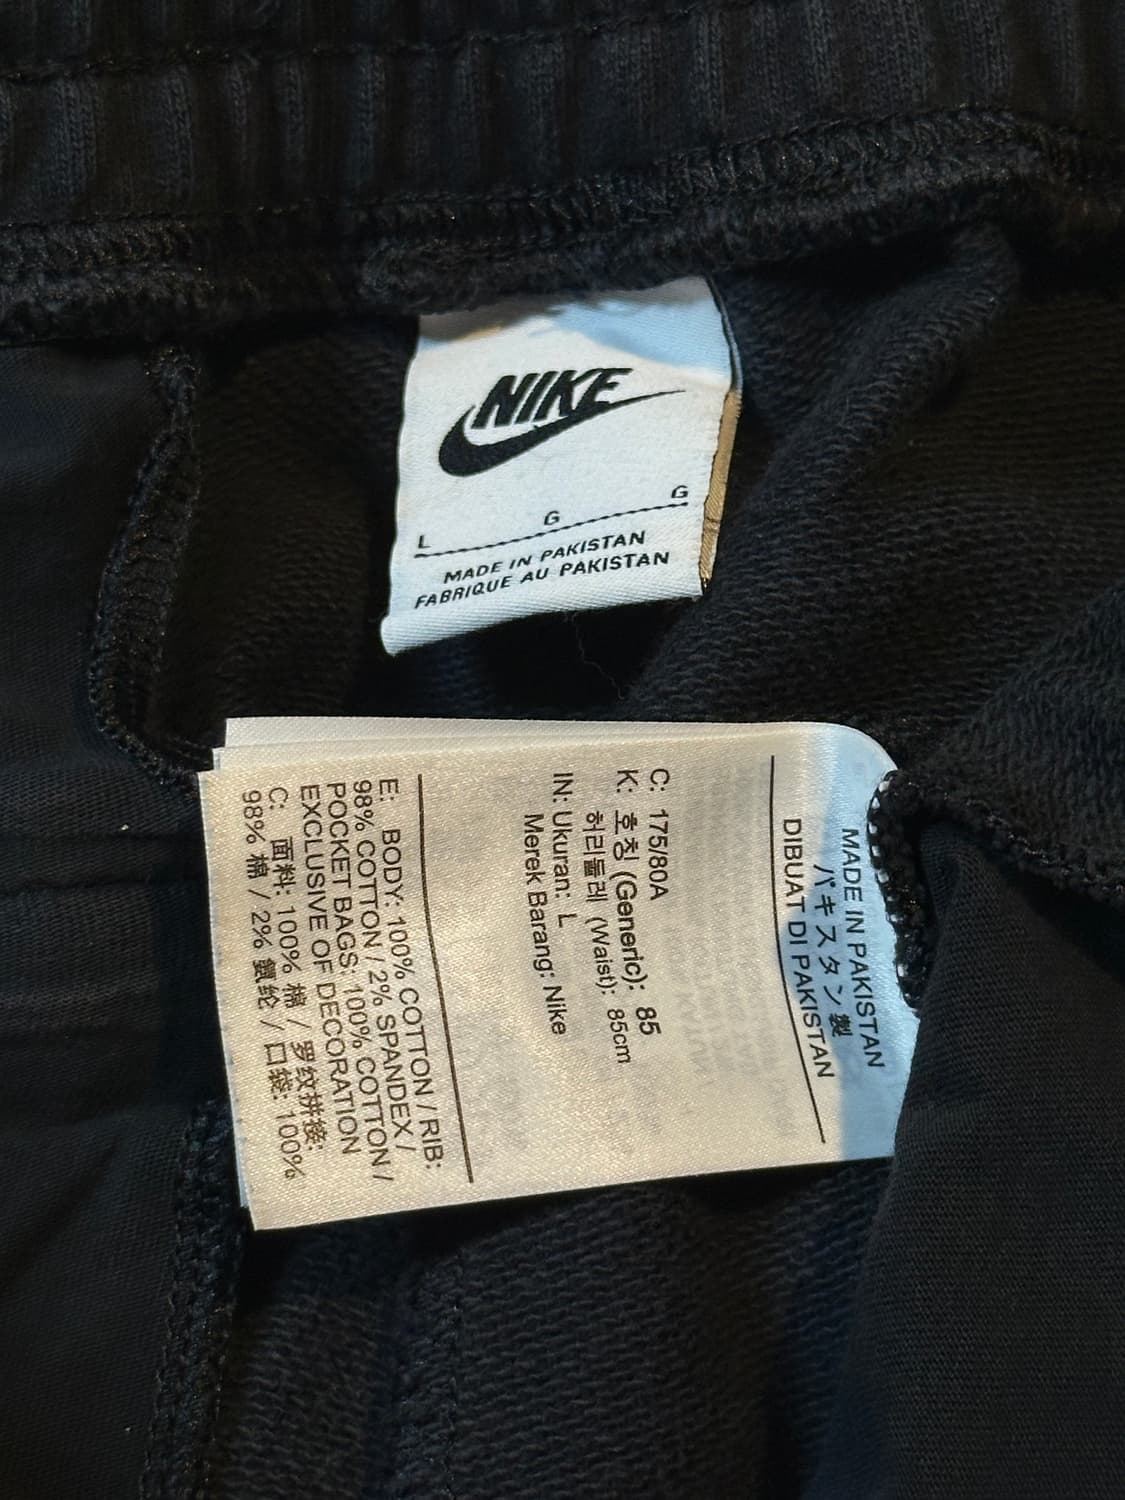 NIKE
L G G
MADE IN PAKISTAN
FABRIQUE AU PAKISTAN
MADE IN PAKISTAN
パキスタン製
DIBUAT DI PAKISTAN
C: 175/80A
K: 호칭 (Generic): 85
허리둘레 (Waist): 85cm
IN: Ukuran: L
Merek Barang: Nike
E: BODY: 100% COTTON / RIB:
98% COTTON / 2% SPANDEX /
POCKET BAGS: 100% COTTON /
EXCLUSIVE OF DECORATION
C: 面料: 100% 棉 / 罗纹拼接:
98% 棉 / 2% 氨纶 / 口袋: 100%